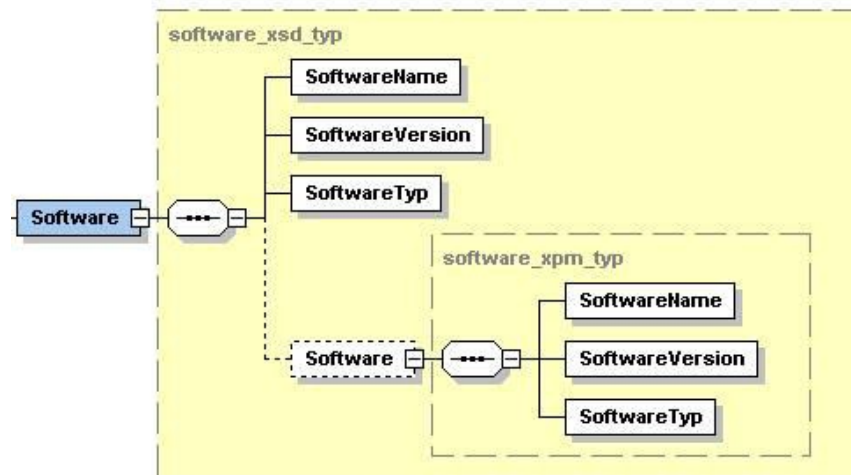 software_xsd_typ
SoftwareName
SoftwareVersion
SoftwareTyp
Software
software_xpm_typ
SoftwareName
Software
SoftwareVersion
SoftwareTyp